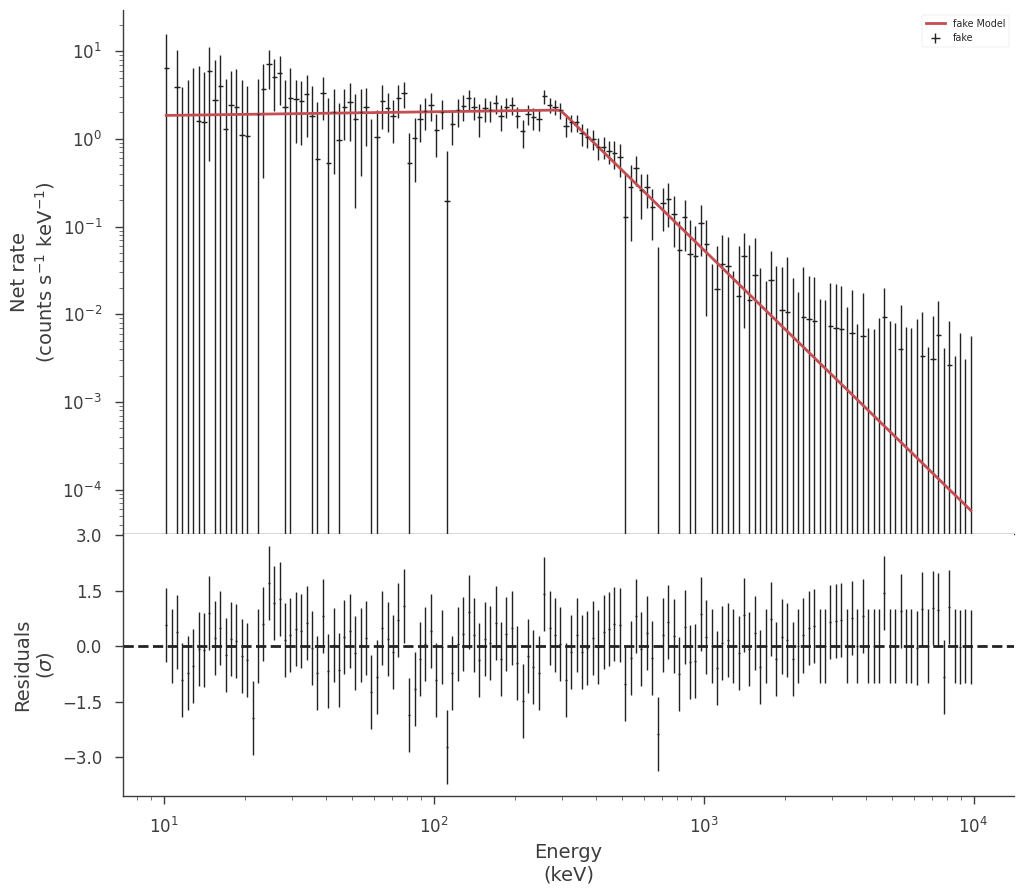 fake Model
fake
Net rate
(counts s⁻¹ keV⁻¹)
10¹
10⁰
10⁻¹
10⁻²
10⁻³
10⁻⁴
3.0
1.5
0.0
−1.5
−3.0
Residuals
(σ)
10¹ 10² 10³ 10⁴
Energy
(keV)